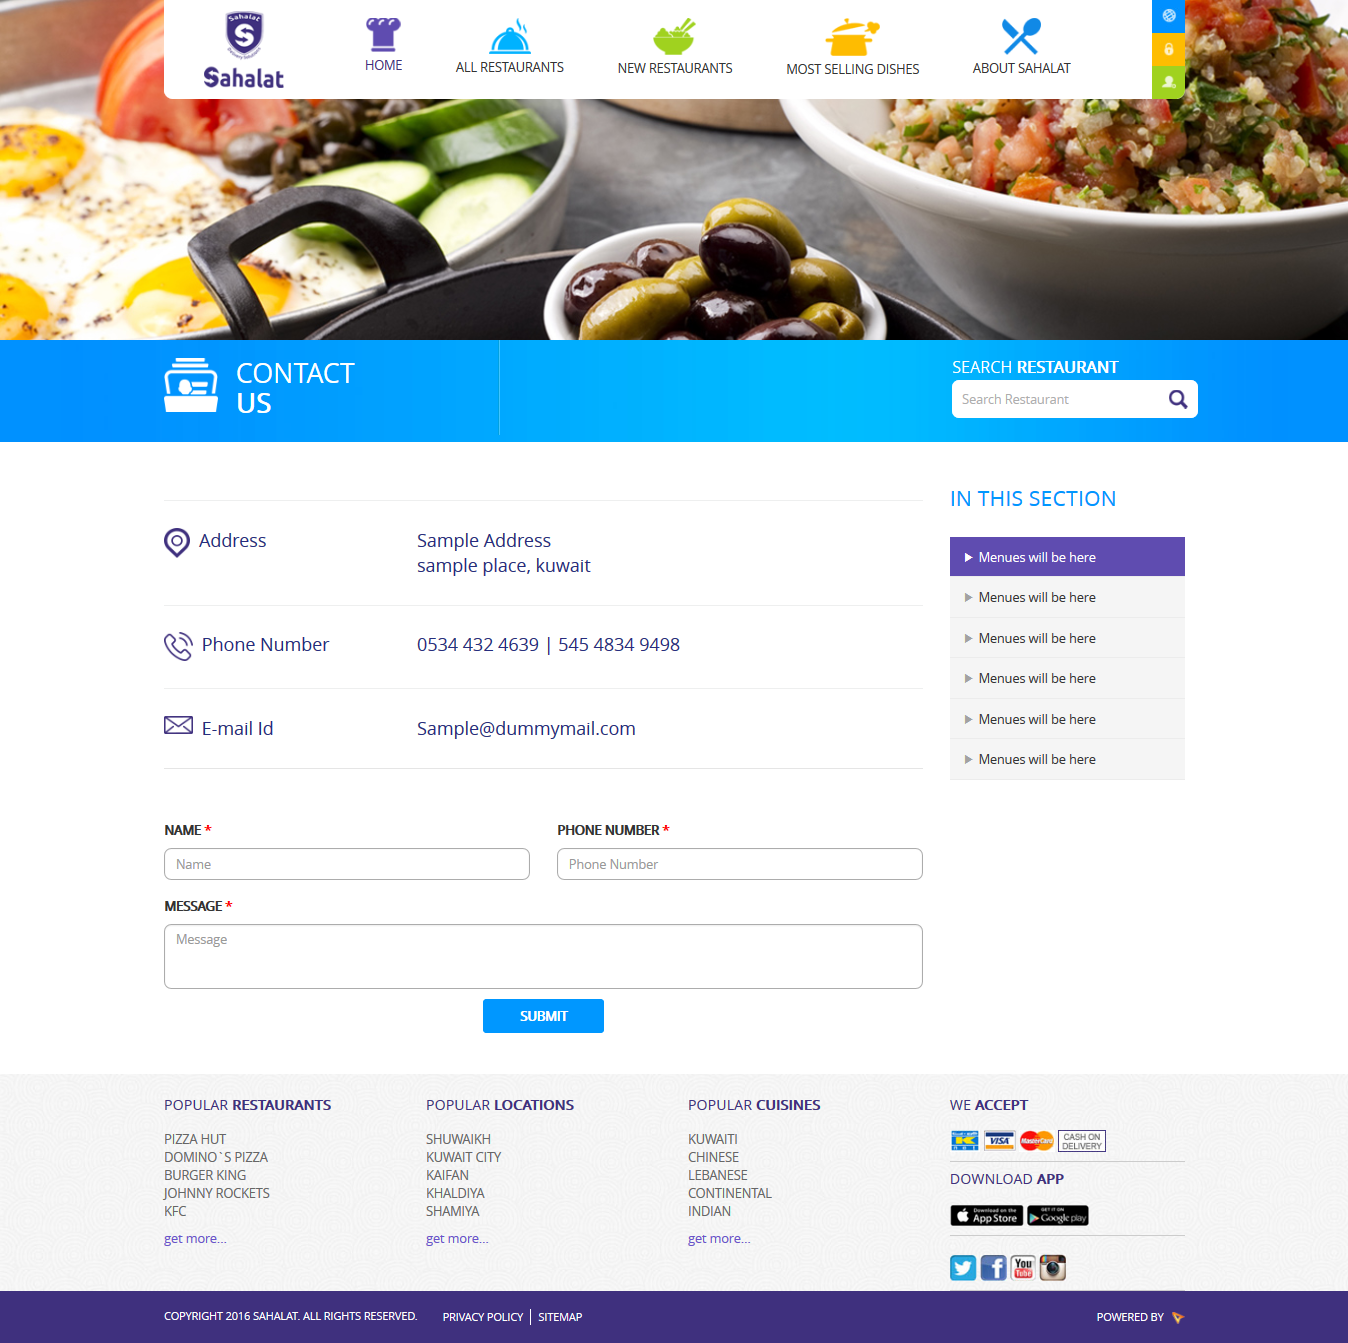 Sahalat
Sahalat
HOME
ALL RESTAURANTS
NEW RESTAURANTS
MOST SELLING DISHES
ABOUT SAHALAT
CONTACT
US
SEARCH RESTAURANT
Search Restaurant
IN THIS SECTION
Address
Sample Address
sample place, kuwait
Phone Number
0534 432 4639 | 545 4834 9498
E-mail Id
Sample@dummymail.com
Menues will be here
Menues will be here
Menues will be here
Menues will be here
Menues will be here
Menues will be here
NAME *
Name
PHONE NUMBER *
Phone Number
MESSAGE *
Message
SUBMIT
POPULAR RESTAURANTS
PIZZA HUT
DOMINO`S PIZZA
BURGER KING
JOHNNY ROCKETS
KFC
get more...
POPULAR LOCATIONS
SHUWAIKH
KUWAIT CITY
KAIFAN
KHALDIYA
SHAMIYA
get more...
POPULAR CUISINES
KUWAITI
CHINESE
LEBANESE
CONTINENTAL
INDIAN
get more...
WE ACCEPT
VISA
MasterCard
CASH ON
DELIVERY
DOWNLOAD APP
Download on the
App Store
GET IT ON
Google play
You
Tube
COPYRIGHT 2016 SAHALAT. ALL RIGHTS RESERVED.
PRIVACY POLICY | SITEMAP
POWERED BY